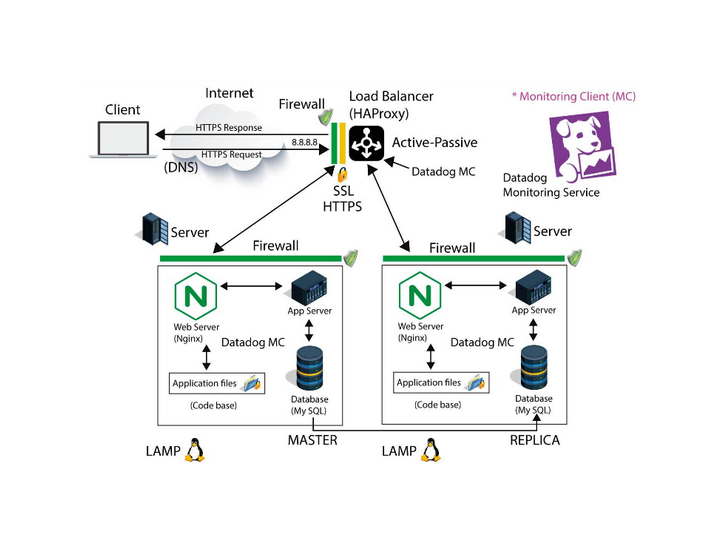 Internet
* Monitoring Client (MC)
Client
Firewall
Load Balancer
(HAProxy)
HTTPS Response
8.8.8.8
HTTPS Request
(DNS)
Active-Passive
Datadog MC
SSL
HTTPS
Datadog
Monitoring Service
Server
Firewall
N
Web Server
(Nginx)
App Server
Datadog MC
Application files
(Code base)
Database
(My SQL)
LAMP
MASTER
Server
Firewall
N
Web Server
(Nginx)
App Server
Datadog MC
Application files
(Code base)
Database
(My SQL)
LAMP
REPLICA